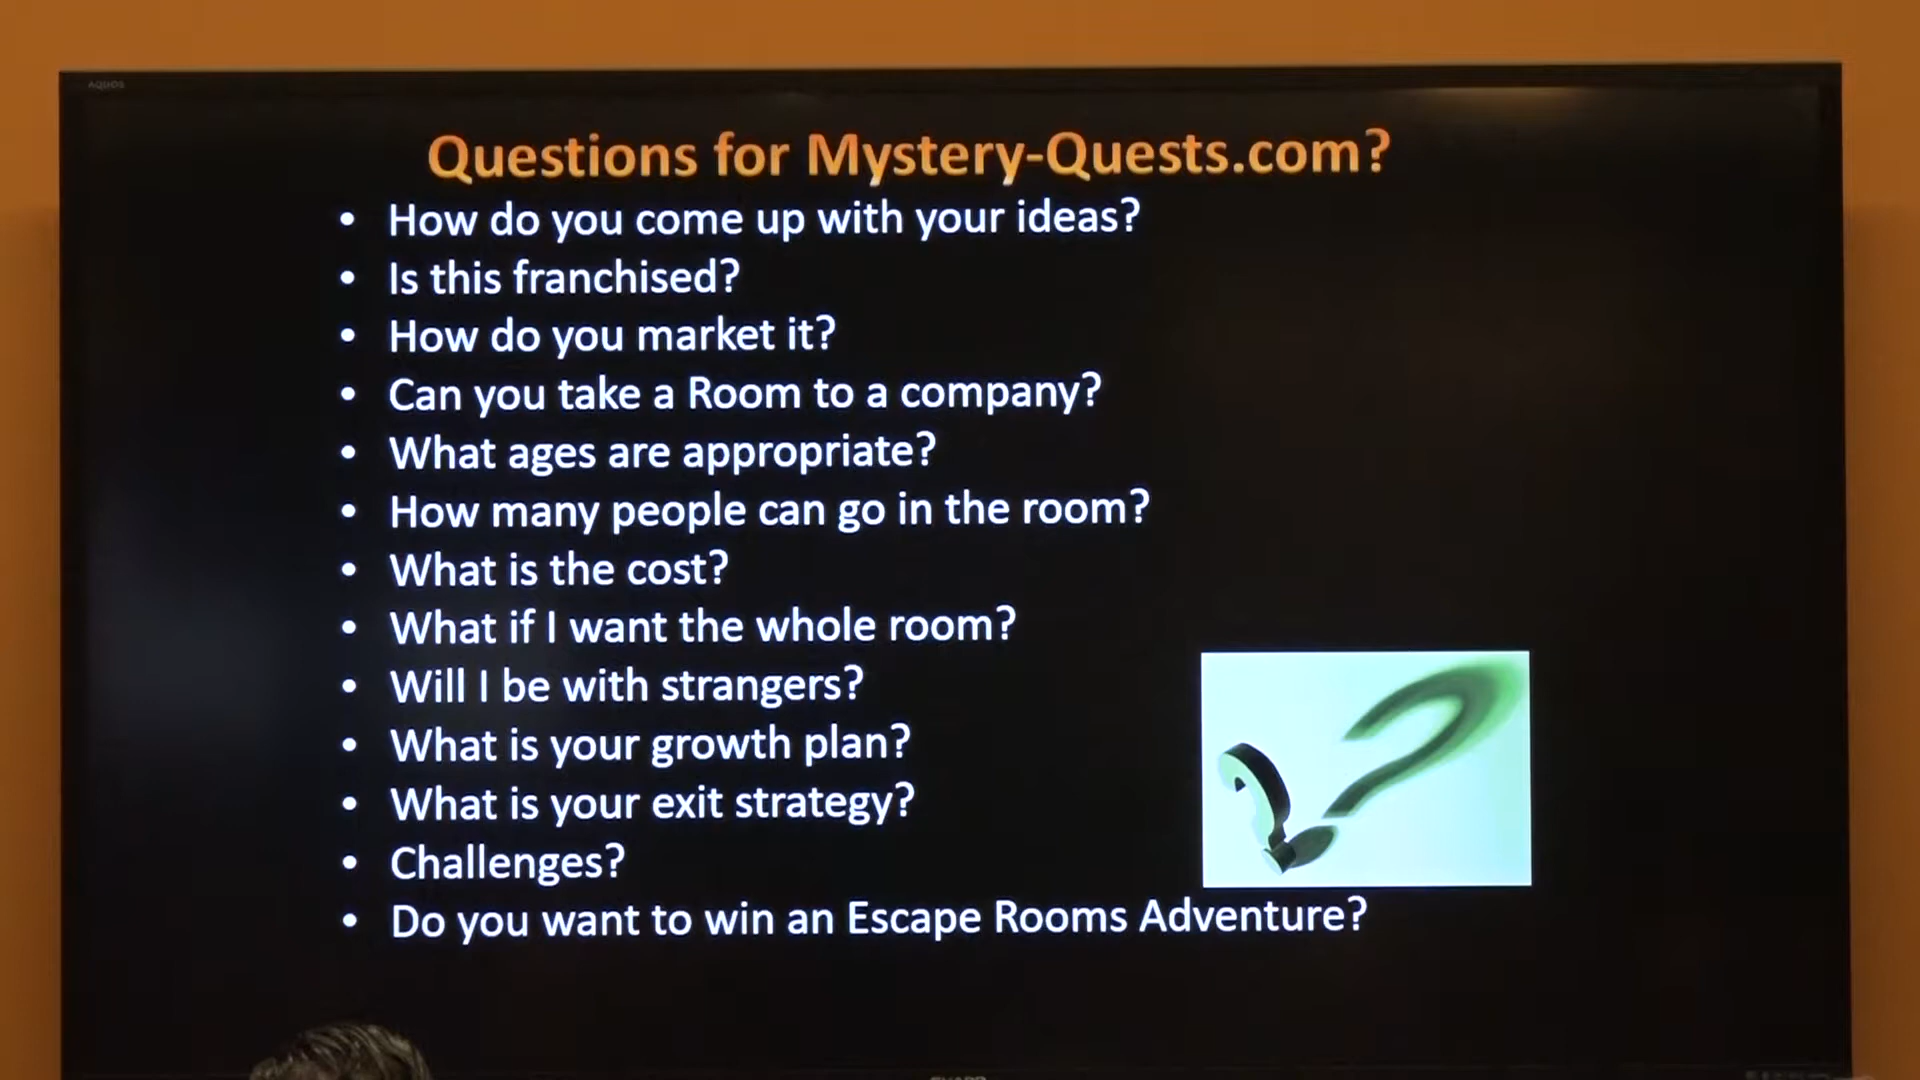 AQUOS
Questions for Mystery-Quests.com?
• How do you come up with your ideas?
• Is this franchised?
• How do you market it?
• Can you take a Room to a company?
• What ages are appropriate?
• How many people can go in the room?
• What is the cost?
• What if I want the whole room?
• Will I be with strangers?
• What is your growth plan?
• What is your exit strategy?
• Challenges?
• Do you want to win an Escape Rooms Adventure?